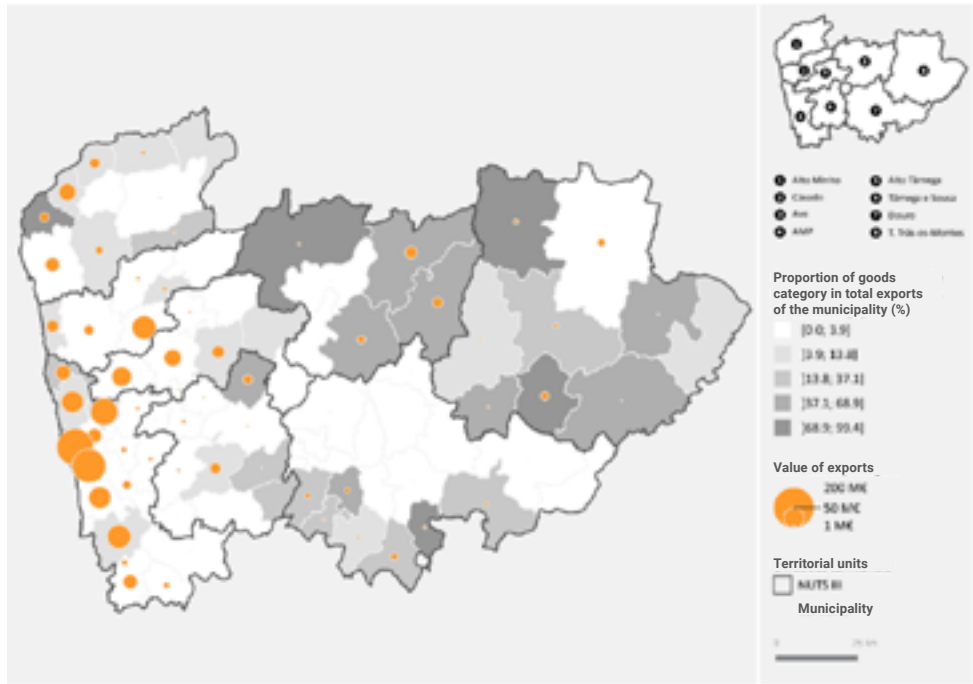 Alto Minho
Alto Tâmega
Cávado
Tâmega e Sousa
Ave
Douro
AMP
T. Trás os Montes
Proportion of goods
category in total exports
of the municipality (%)
[0.0; 3.9]
]3.9; 13.8]
]13.8; 37.1]
]37.1; 68.9]
]68.9; 99.4]
Value of exports
200 M€
50 M€
1 M€
Territorial units
NUTS III
Municipality
0